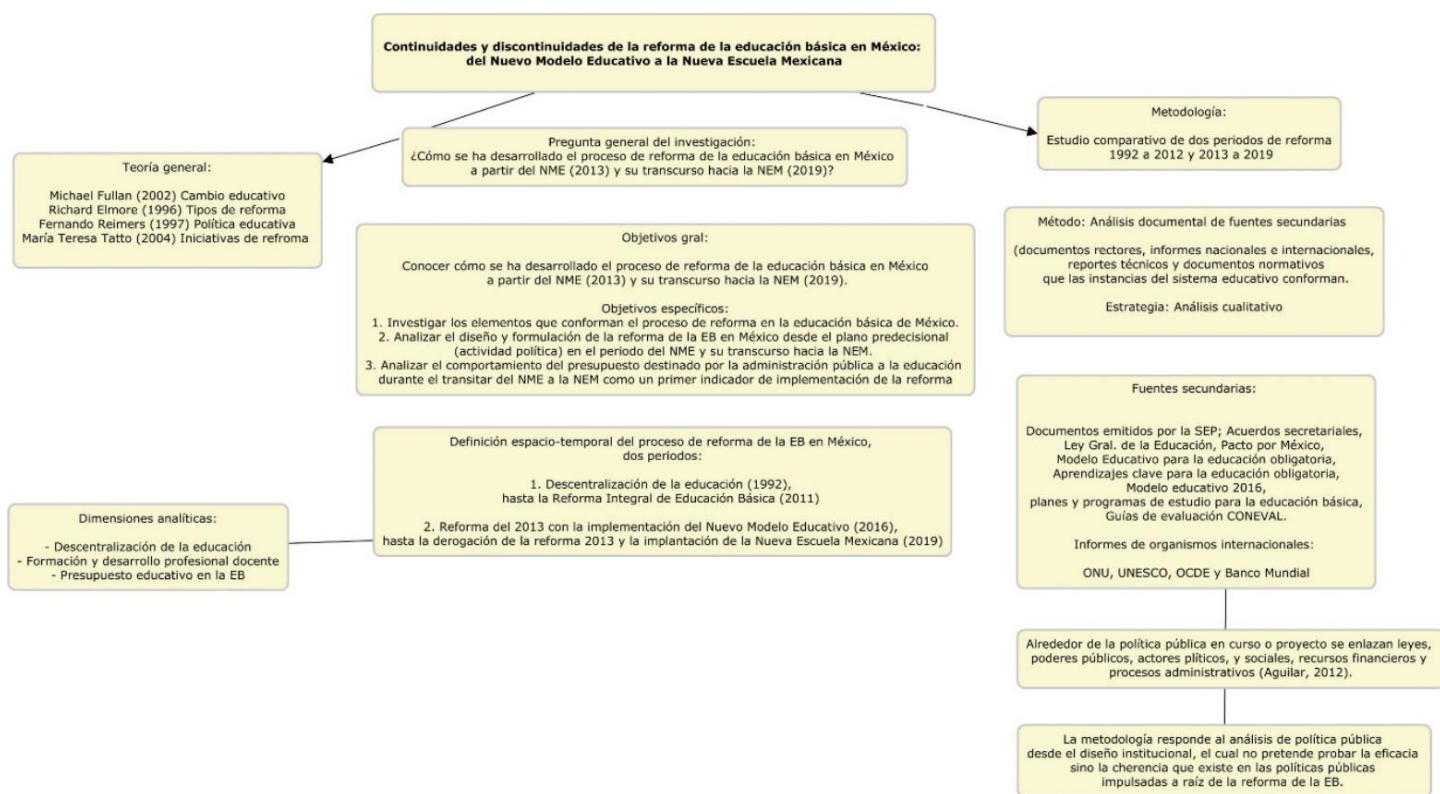 Continuidades y discontinuidades de la reforma de la educación básica en México:
del Nuevo Modelo Educativo a la Nueva Escuela Mexicana
Teoría general:
Michael Fullan (2002) Cambio educativo
Richard Elmore (1996) Tipos de reforma
Fernando Reimers (1997) Política educativa
María Teresa Tatto (2004) Iniciativas de refroma
Pregunta general del investigación:
¿Cómo se ha desarrollado el proceso de reforma de la educación básica en México
a partir del NME (2013) y su transcurso hacia la NEM (2019)?
Metodología:
Estudio comparativo de dos periodos de reforma
1992 a 2012 y 2013 a 2019
Objetivos gral:
Conocer cómo se ha desarrollado el proceso de reforma de la educación básica en México
a partir del NME (2013) y su transcurso hacia la NEM (2019).
Objetivos específicos:
1. Investigar los elementos que conforman el proceso de reforma en la educación básica de México.
2. Analizar el diseño y formulación de la reforma de la EB en México desde el plano predecisional
(actividad política) en el periodo del NME y su transcurso hacia la NEM.
3. Analizar el comportamiento del presupuesto destinado por la administración pública a la educación
durante el transitar del NME a la NEM como un primer indicador de implementación de la reforma
Método: Análisis documental de fuentes secundarias
(documentos rectores, informes nacionales e internacionales,
reportes técnicos y documentos normativos
que las instancias del sistema educativo conforman.
Estrategia: Análisis cualitativo
Definición espacio-temporal del proceso de reforma de la EB en México,
dos periodos:
1. Descentralización de la educación (1992),
hasta la Reforma Integral de Educación Básica (2011)
2. Reforma del 2013 con la implementación del Nuevo Modelo Educativo (2016),
hasta la derogación de la reforma 2013 y la implantación de la Nueva Escuela Mexicana (2019)
Dimensiones analíticas:
- Descentralización de la educación
- Formación y desarrollo profesional docente
- Presupuesto educativo en la EB
Fuentes secundarias:
Documentos emitidos por la SEP; Acuerdos secretariales,
Ley Gral. de la Educación, Pacto por México,
Modelo Educativo para la educación obligatoria,
Aprendizajes clave para la educación obligatoria,
Modelo educativo 2016,
planes y programas de estudio para la educación básica,
Guías de evaluación CONEVAL.
Informes de organismos internacionales:
ONU, UNESCO, OCDE y Banco Mundial
Alrededor de la política pública en curso o proyecto se enlazan leyes,
poderes públicos, actores plíticos, y sociales, recursos financieros y
procesos administrativos (Aguilar, 2012).
La metodología responde al análisis de política pública
desde el diseño institucional, el cual no pretende probar la eficacia
sino la cherencia que existe en las políticas públicas
impulsadas a raíz de la reforma de la EB.